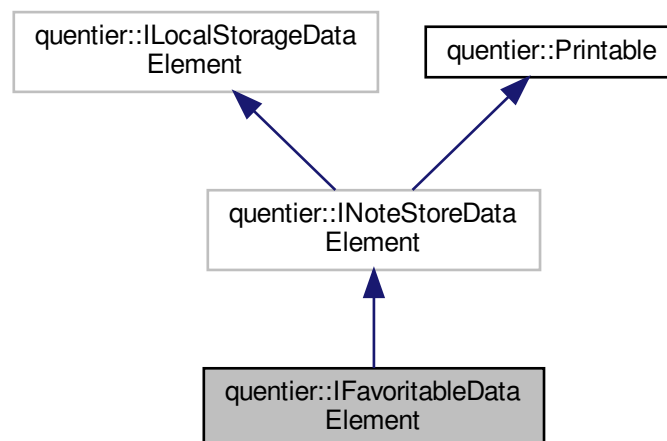 quentier::ILocalStorageData
Element
quentier::Printable
quentier::INoteStoreData
Element
quentier::IFavoritableData
Element